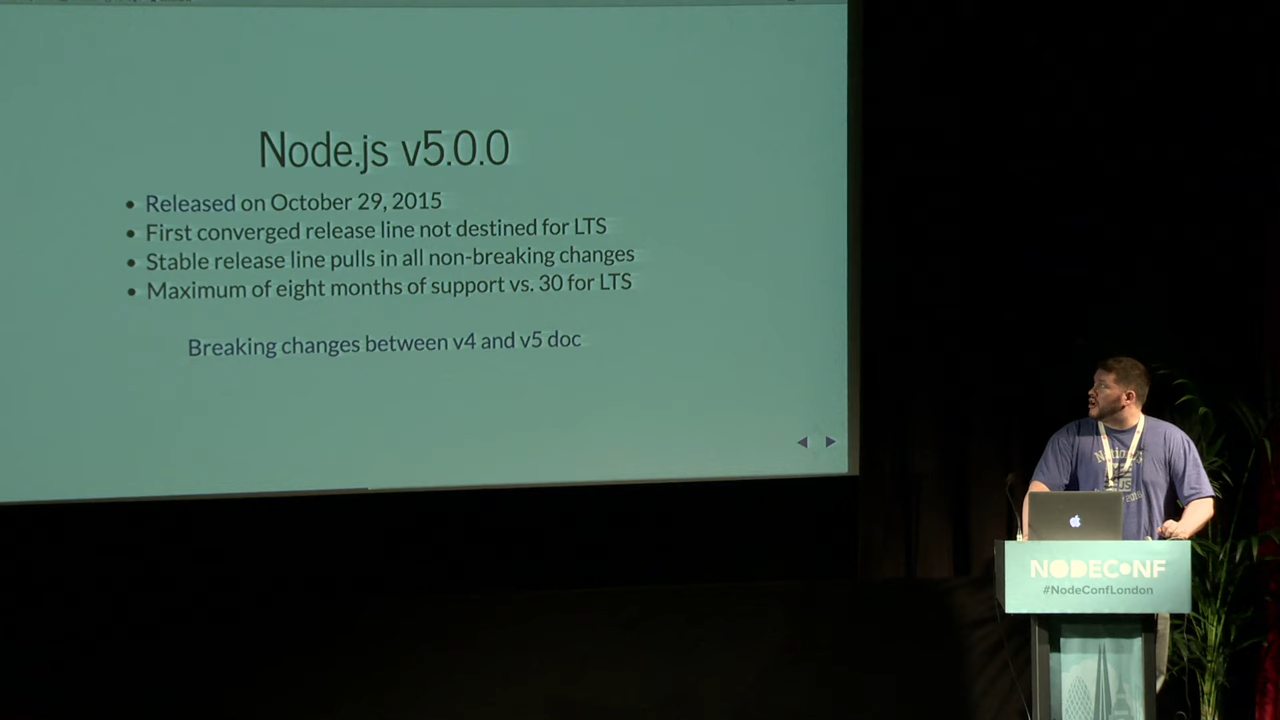 Node.js v5.0.0
• Released on October 29, 2015
• First converged release line not destined for LTS
• Stable release line pulls in all non-breaking changes
• Maximum of eight months of support vs. 30 for LTS
Breaking changes between v4 and v5 doc
NODECONF
#NodeConfLondon